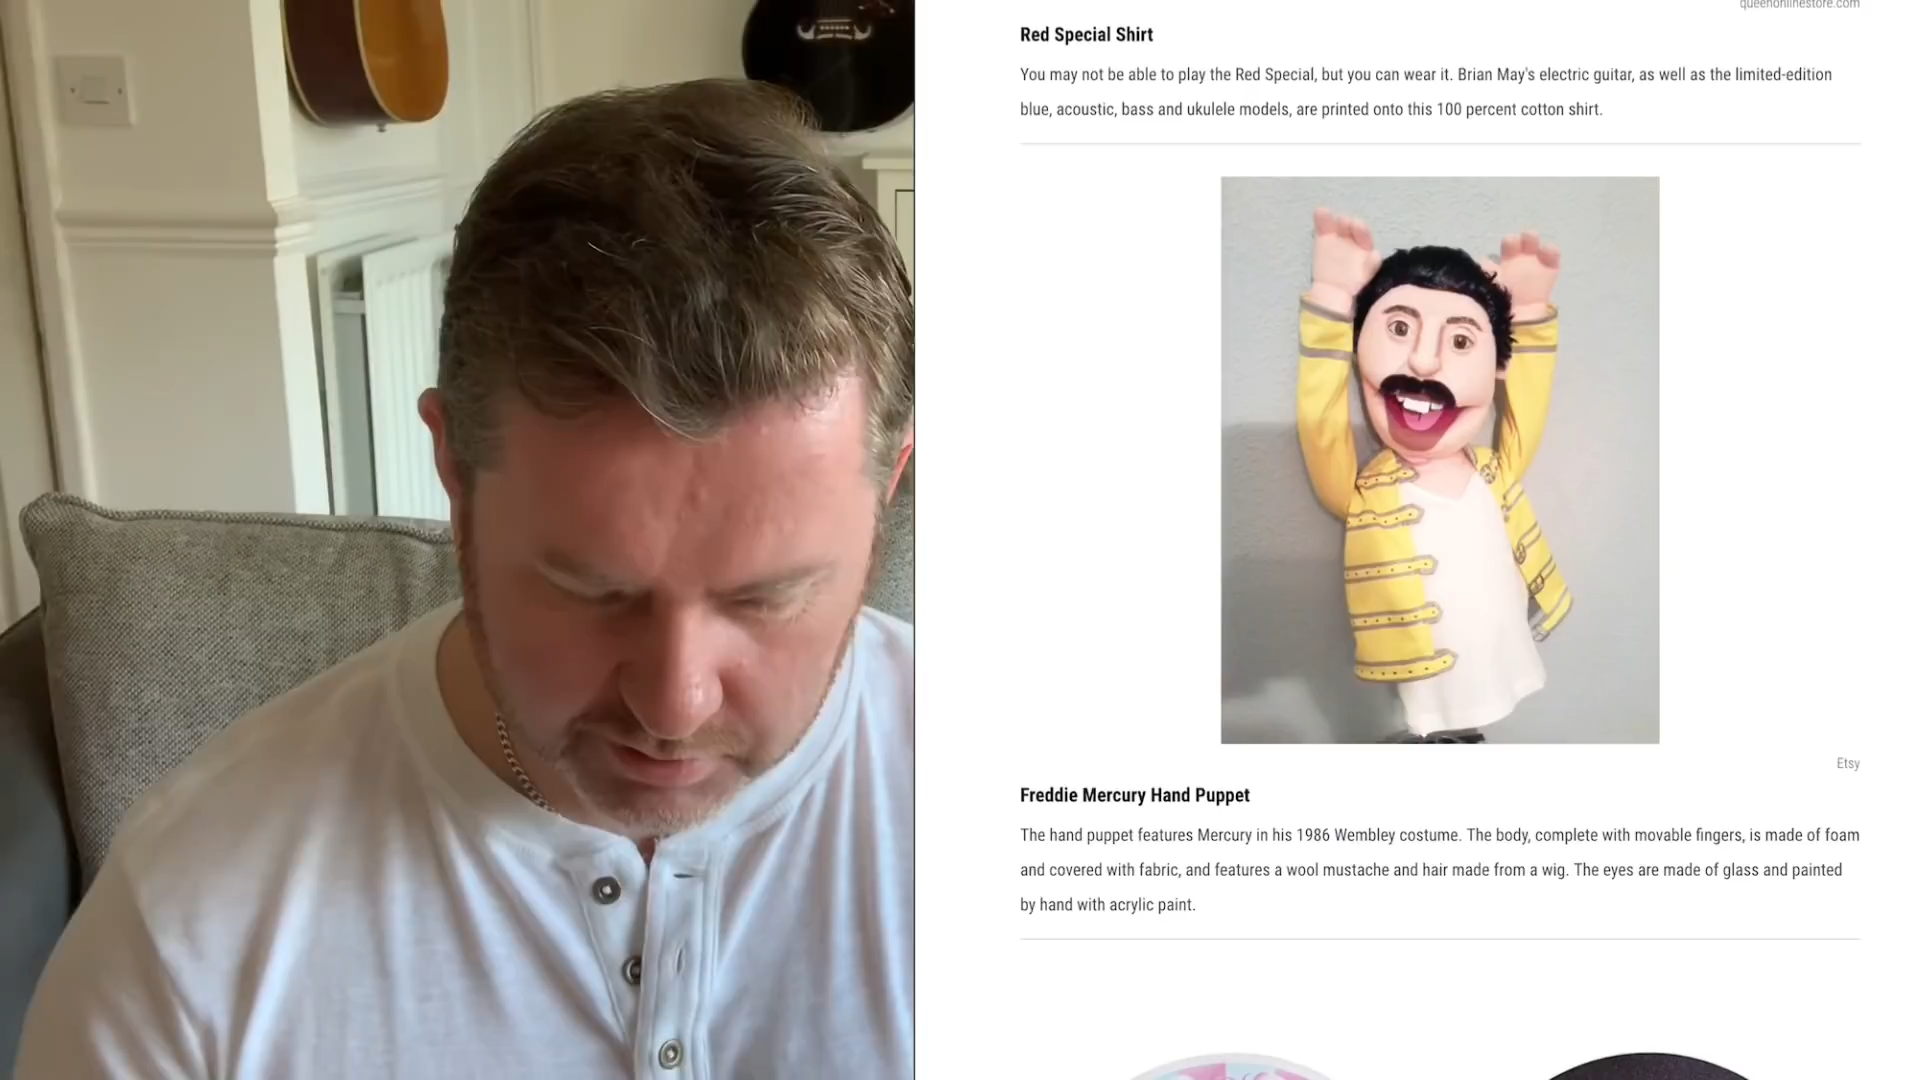 queenonlinestore.com
Red Special Shirt
You may not be able to play the Red Special, but you can wear it. Brian May's electric guitar, as well as the limited-edition
blue, acoustic, bass and ukulele models, are printed onto this 100 percent cotton shirt.
Etsy
Freddie Mercury Hand Puppet
The hand puppet features Mercury in his 1986 Wembley costume. The body, complete with movable fingers, is made of foam
and covered with fabric, and features a wool mustache and hair made from a wig. The eyes are made of glass and painted
by hand with acrylic paint.